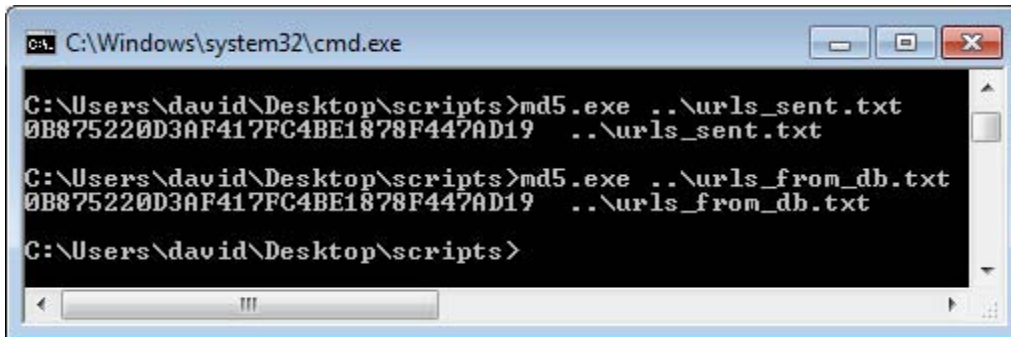 C:\Windows\system32\cmd.exe
C:\Users\david\Desktop\scripts>md5.exe ..\urls_sent.txt
0B875220D3AF417FC4BE1878F447AD19  ..\urls_sent.txt
C:\Users\david\Desktop\scripts>md5.exe ..\urls_from_db.txt
0B875220D3AF417FC4BE1878F447AD19  ..\urls_from_db.txt
C:\Users\david\Desktop\scripts>